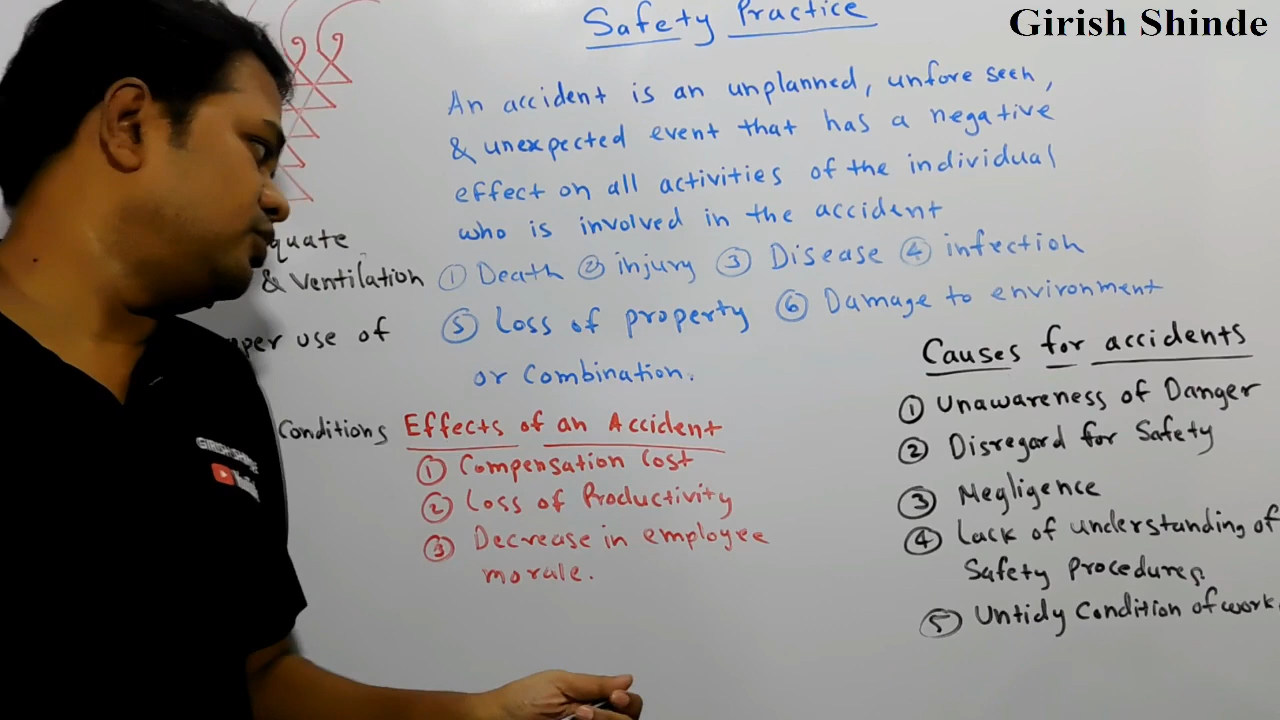 Girish Shinde
Safety Practice
An accident is an unplanned, unfore seen,
& unexpected event that has a negative
effect on all activities of the individual
who is involved in the accident
① Death ② injury ③ Disease ④ infection
⑤ Loss of property ⑥ Damage to environment
or Combination.
quate
& Ventilation
per use of
Conditions
Effects of an Accident
① Compensation Cost
② Loss of Productivity
③ Decrease in employee
morale.
Causes for accidents
① Unawareness of Danger
② Disregard for Safety
③ Negligence
④ Lack of understanding of
Safety Procedures.
⑤ Untidy Condition of work.
GIRISH SHINDE